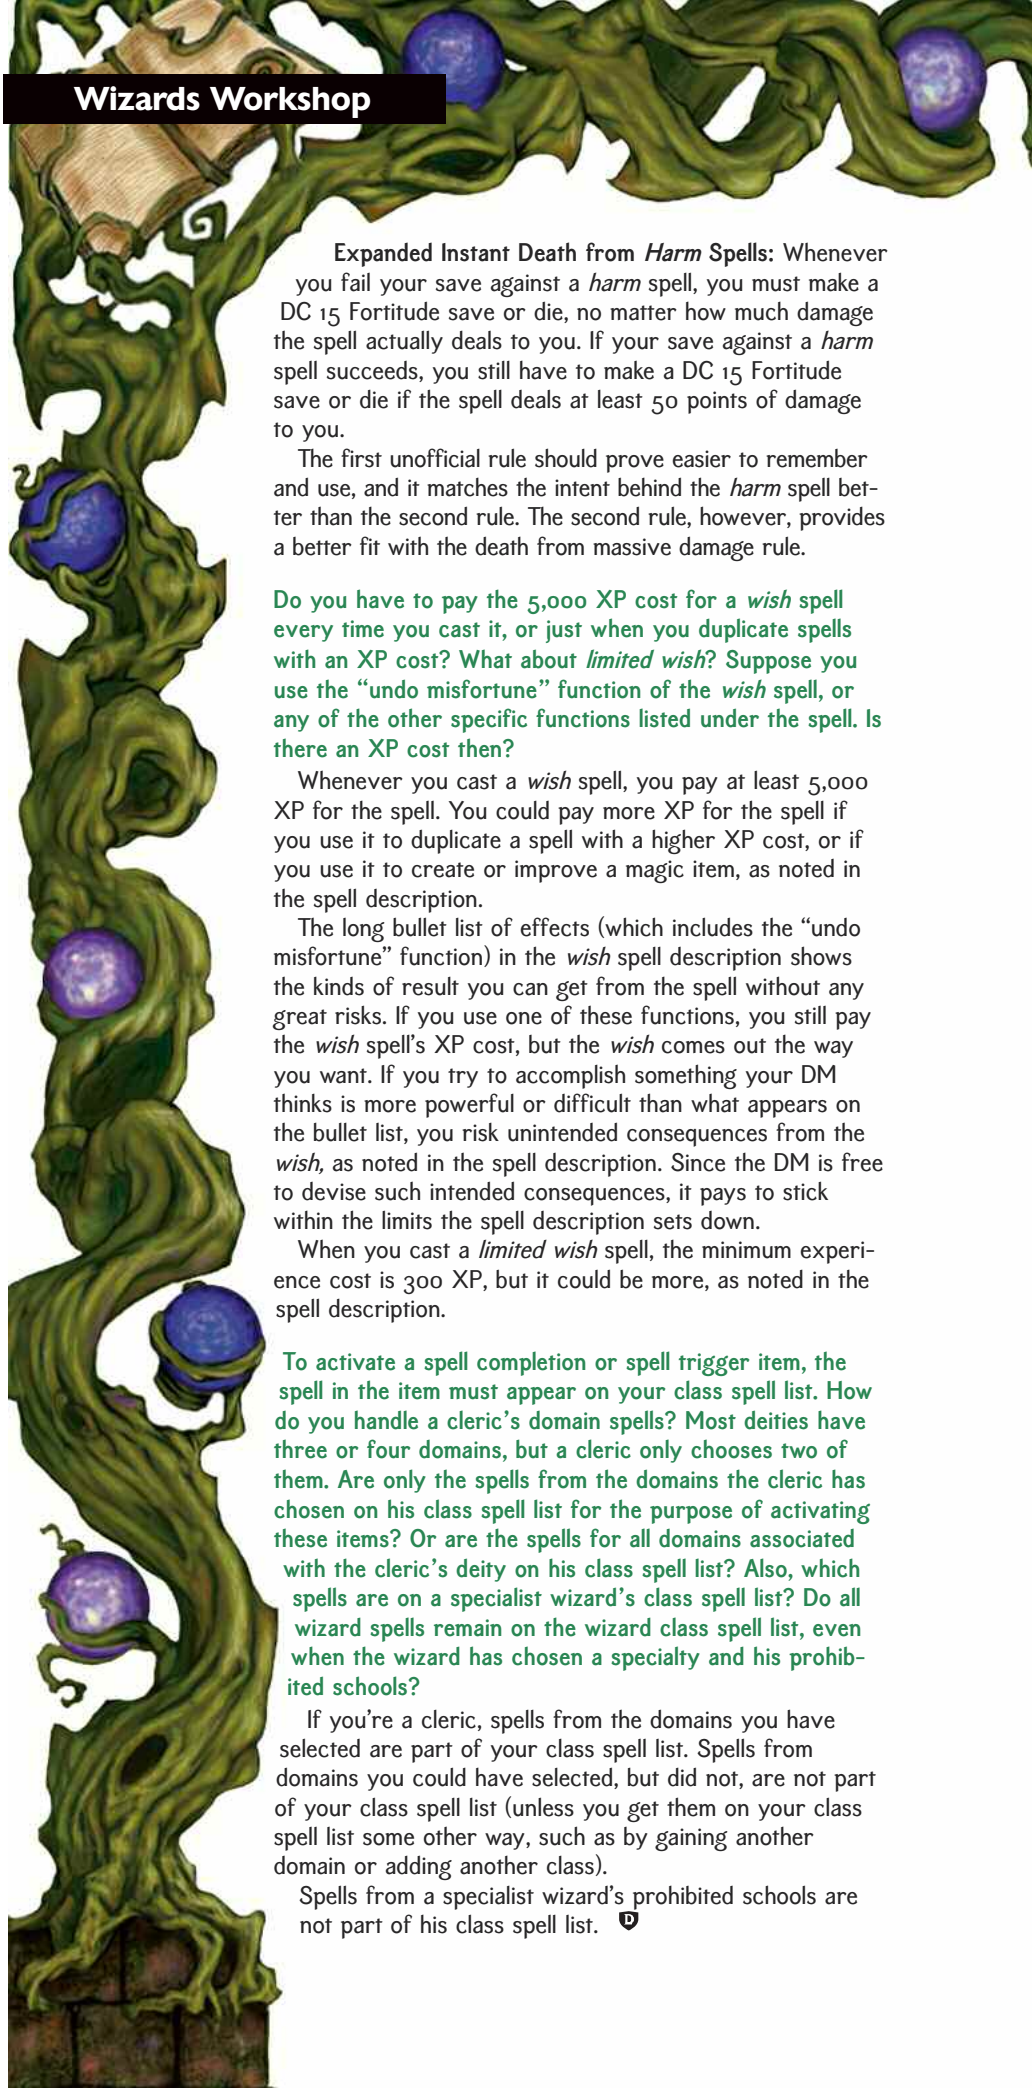 Wizards Workshop
Expanded Instant Death from Harm Spells: Whenever
you fail your save against a harm spell, you must make a
DC 15 Fortitude save or die, no matter how much damage
the spell actually deals to you. If your save against a harm
spell succeeds, you still have to make a DC 15 Fortitude
save or die if the spell deals at least 50 points of damage
to you.
The first unofficial rule should prove easier to remember
and use, and it matches the intent behind the harm spell bet-
ter than the second rule. The second rule, however, provides
a better fit with the death from massive damage rule.
Do you have to pay the 5,000 XP cost for a wish spell
every time you cast it, or just when you duplicate spells
with an XP cost? What about limited wish? Suppose you
use the “undo misfortune” function of the wish spell, or
any of the other specific functions listed under the spell. Is
there an XP cost then?
Whenever you cast a wish spell, you pay at least 5,000
XP for the spell. You could pay more XP for the spell if
you use it to duplicate a spell with a higher XP cost, or if
you use it to create or improve a magic item, as noted in
the spell description.
The long bullet list of effects (which includes the “undo
misfortune” function) in the wish spell description shows
the kinds of result you can get from the spell without any
great risks. If you use one of these functions, you still pay
the wish spell’s XP cost, but the wish comes out the way
you want. If you try to accomplish something your DM
thinks is more powerful or difficult than what appears on
the bullet list, you risk unintended consequences from the
wish, as noted in the spell description. Since the DM is free
to devise such intended consequences, it pays to stick
within the limits the spell description sets down.
When you cast a limited wish spell, the minimum experi-
ence cost is 300 XP, but it could be more, as noted in the
spell description.
To activate a spell completion or spell trigger item, the
spell in the item must appear on your class spell list. How
do you handle a cleric’s domain spells? Most deities have
three or four domains, but a cleric only chooses two of
them. Are only the spells from the domains the cleric has
chosen on his class spell list for the purpose of activating
these items? Or are the spells for all domains associated
with the cleric’s deity on his class spell list? Also, which
spells are on a specialist wizard’s class spell list? Do all
wizard spells remain on the wizard class spell list, even
when the wizard has chosen a specialty and his prohib-
ited schools?
If you’re a cleric, spells from the domains you have
selected are part of your class spell list. Spells from
domains you could have selected, but did not, are not part
of your class spell list (unless you get them on your class
spell list some other way, such as by gaining another
domain or adding another class).
Spells from a specialist wizard’s prohibited schools are
not part of his class spell list. D